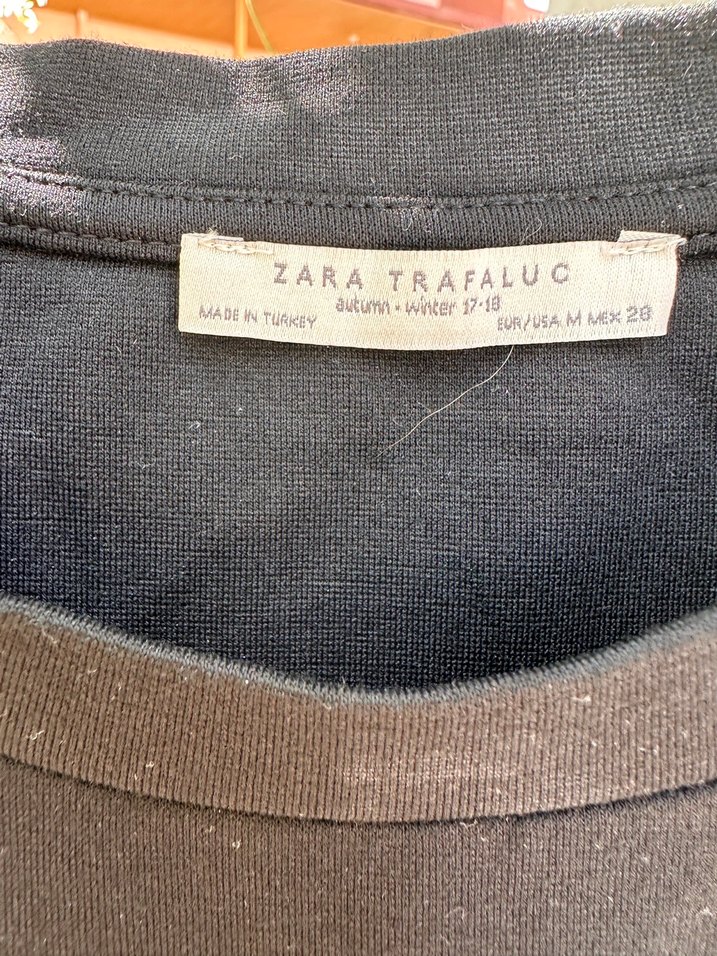 ZARA TRAFALUC
autumn - winter 17-18
MADE IN TURKEY
EUR/USA M MEX 28